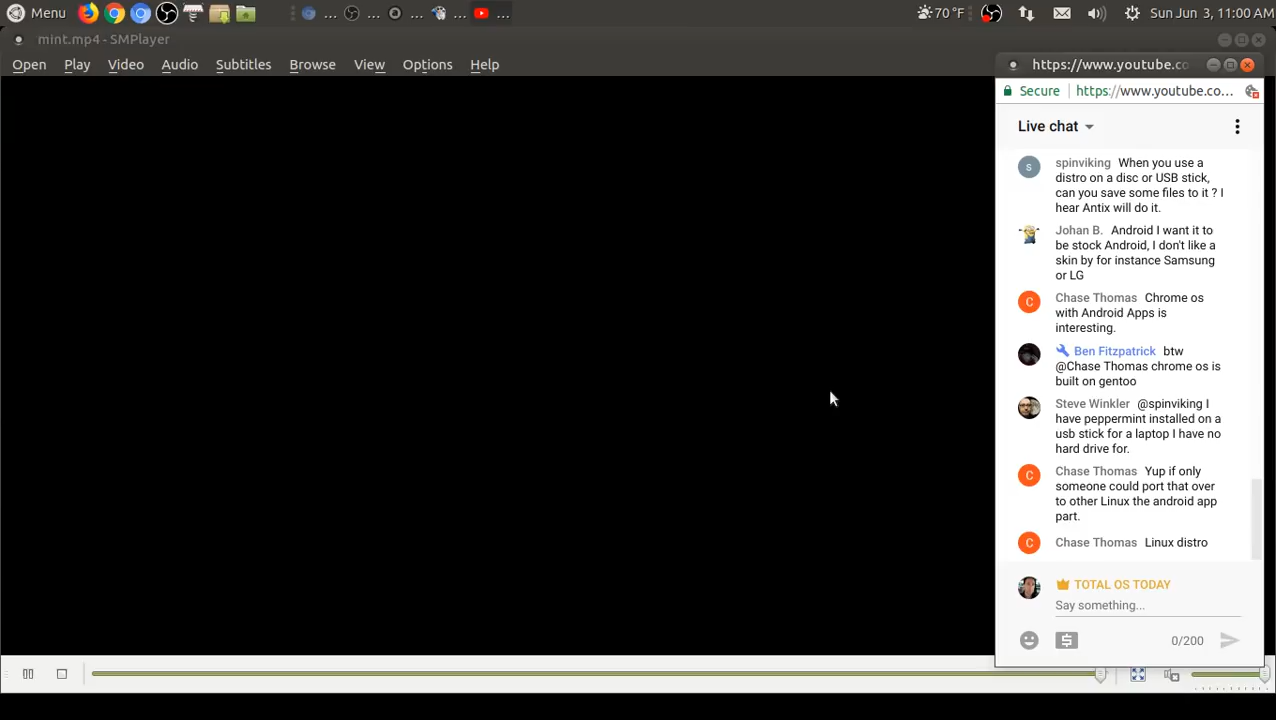 Menu
... ... ... ... ...
70 °F
Sun Jun 3, 11:00 AM
mint.mp4 - SMPlayer
Open Play Video Audio Subtitles Browse View Options Help
https://www.youtube.co
Secure https://www.youtube.co...
Live chat
spinviking When you use a
distro on a disc or USB stick,
can you save some files to it ? I
hear Antix will do it.
Johan B. Android I want it to
be stock Android, I don't like a
skin by for instance Samsung
or LG
Chase Thomas Chrome os
with Android Apps is
interesting.
Ben Fitzpatrick btw
@Chase Thomas chrome os is
built on gentoo
Steve Winkler @spinviking I
have peppermint installed on a
usb stick for a laptop I have no
hard drive for.
Chase Thomas Yup if only
someone could port that over
to other Linux the android app
part.
Chase Thomas Linux distro
TOTAL OS TODAY
Say something...
0/200